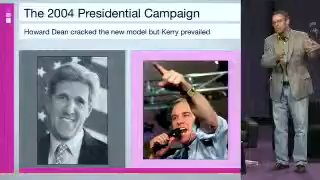 The 2004 Presidential Campaign
Howard Dean cracked the new model but Kerry prevailed